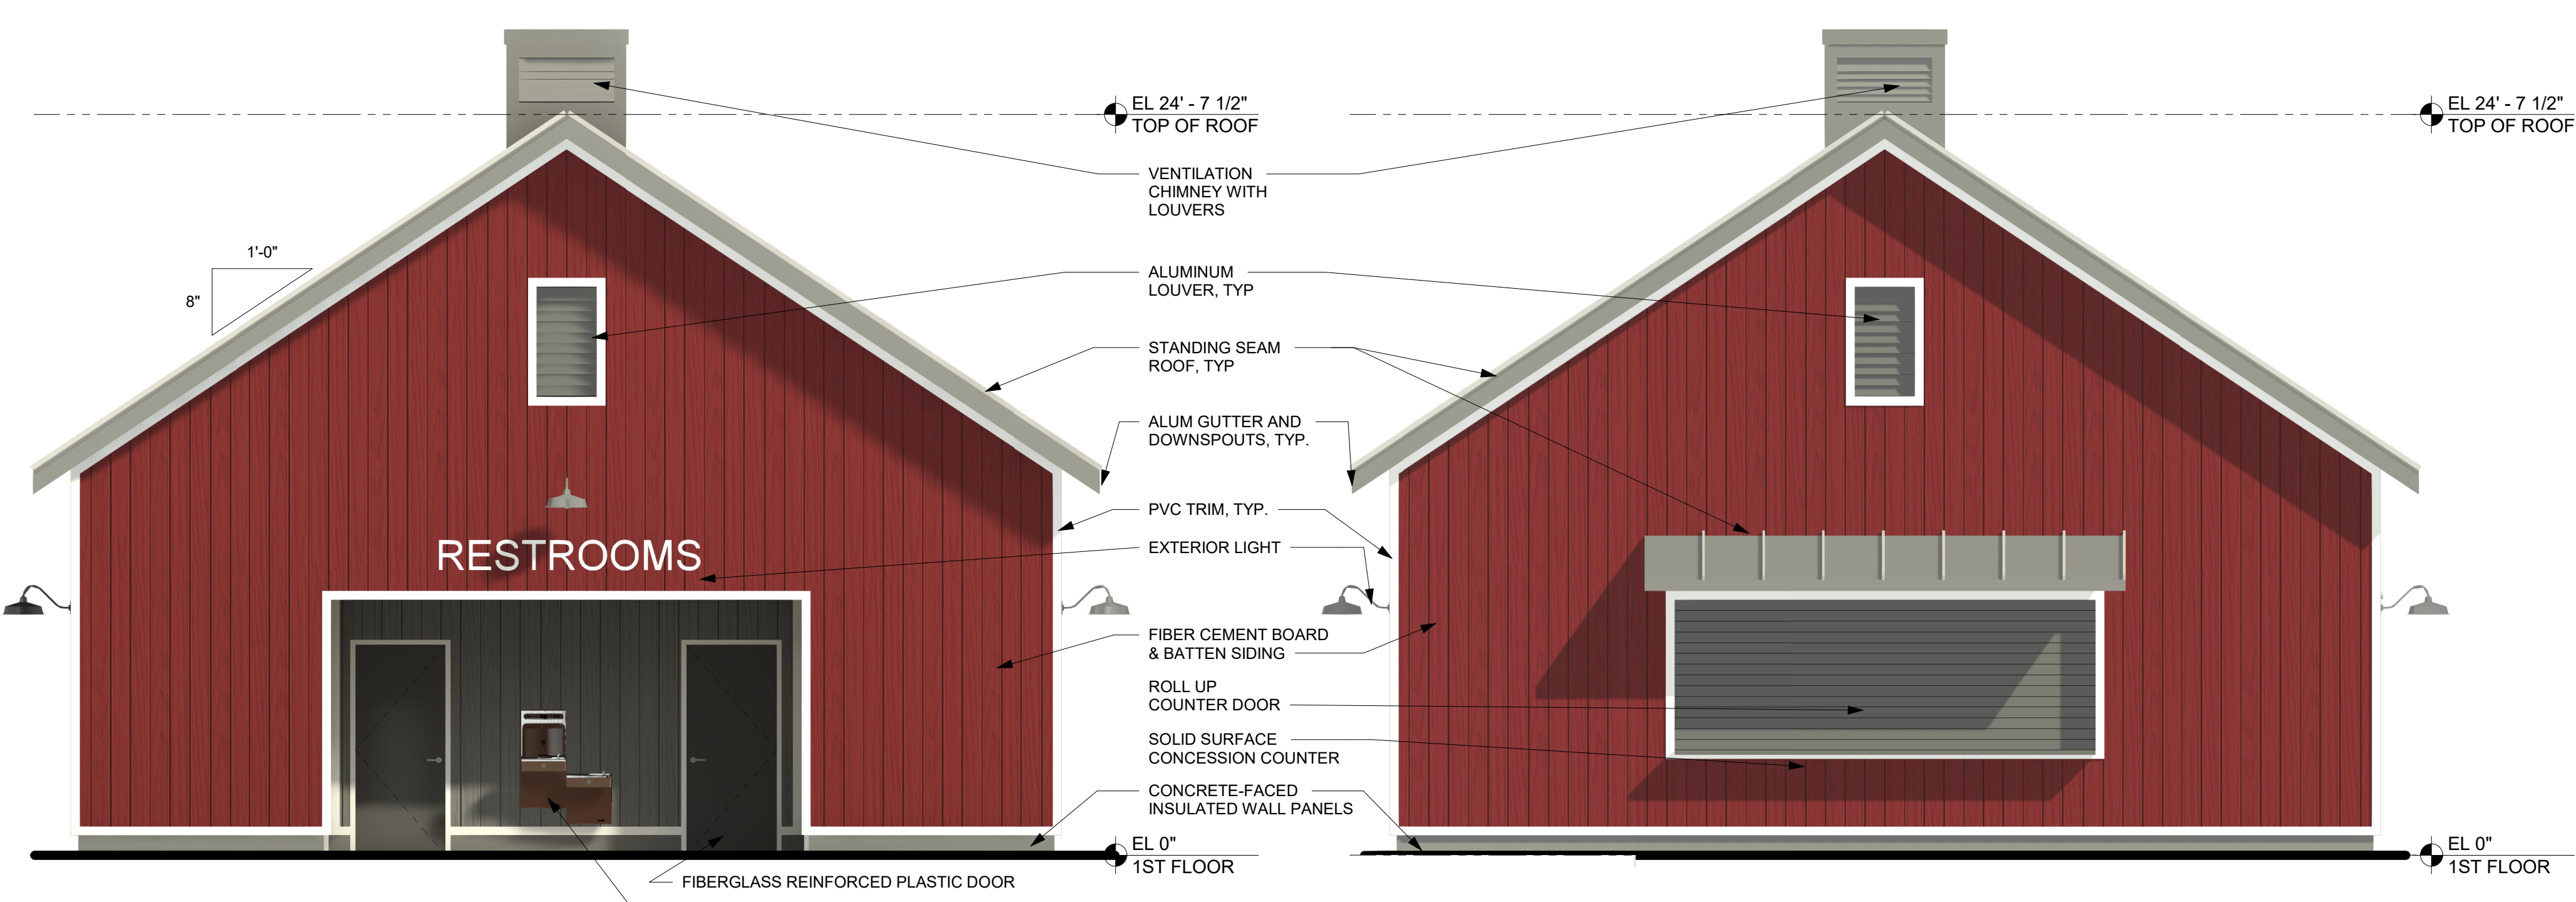 EL 24' - 7 1/2"
TOP OF ROOF
EL 24' - 7 1/2"
TOP OF ROOF
VENTILATION
CHIMNEY WITH
LOUVERS
1'-0"
8"
ALUMINUM
LOUVER, TYP
STANDING SEAM
ROOF, TYP
ALUM GUTTER AND
DOWNSPOUTS, TYP.
PVC TRIM, TYP.
EXTERIOR LIGHT
RESTROOMS
FIBER CEMENT BOARD
& BATTEN SIDING
ROLL UP
COUNTER DOOR
SOLID SURFACE
CONCESSION COUNTER
CONCRETE-FACED
INSULATED WALL PANELS
EL 0"
1ST FLOOR
EL 0"
1ST FLOOR
FIBERGLASS REINFORCED PLASTIC DOOR